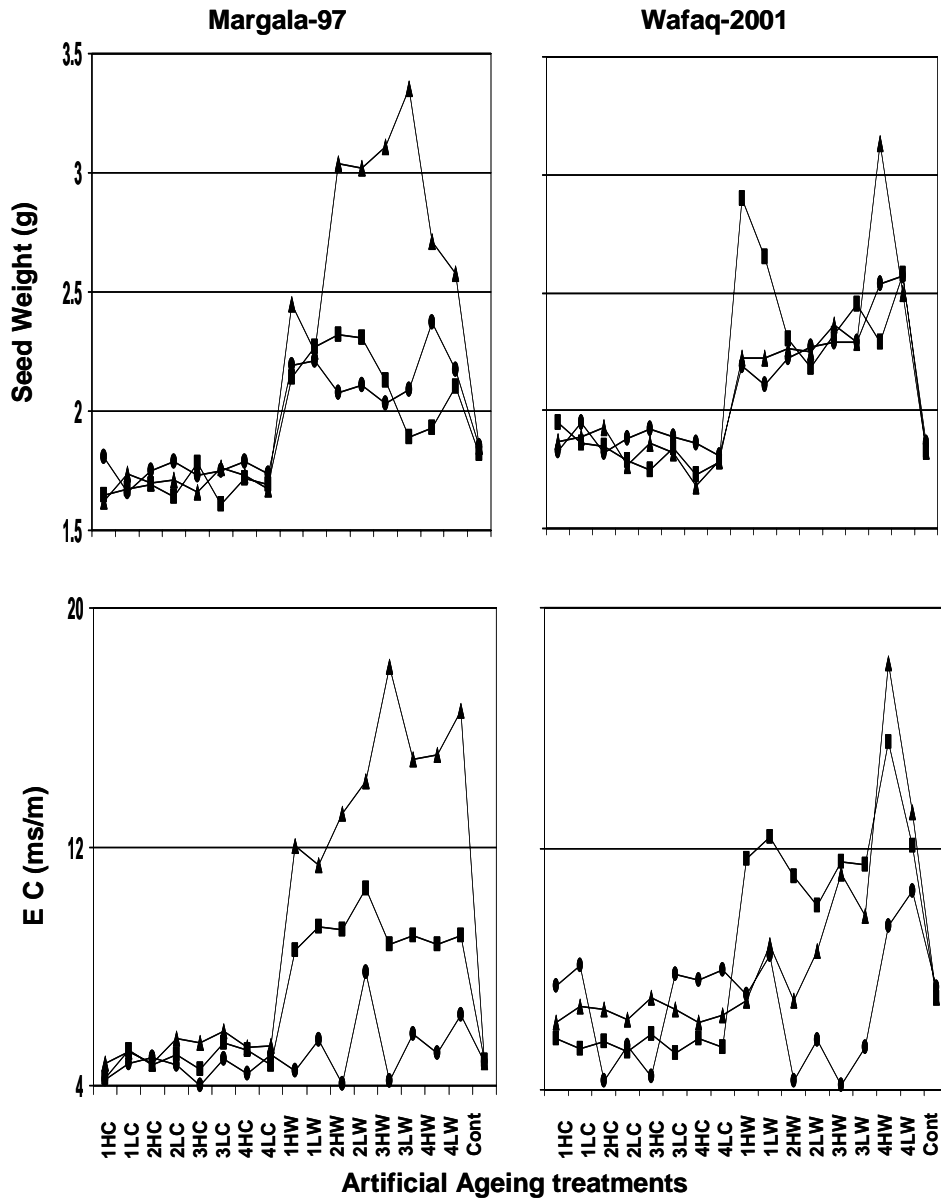 Margala-97 Wafaq-2001
3.5
3
2.5
2
1.5
Seed Weight (g)
20
12
4
E C (ms/m)
1HC 1LC 2HC 2LC 3HC 3LC 4HC 4LC 1HW 1LW 2HW 2LW 3HW 3LW 4HW 4LW Cont
1HC 1LC 2HC 2LC 3HC 3LC 4HC 4LC 1HW 1LW 2HW 2LW 3HW 3LW 4HW 4LW Cont
Artificial Ageing treatments